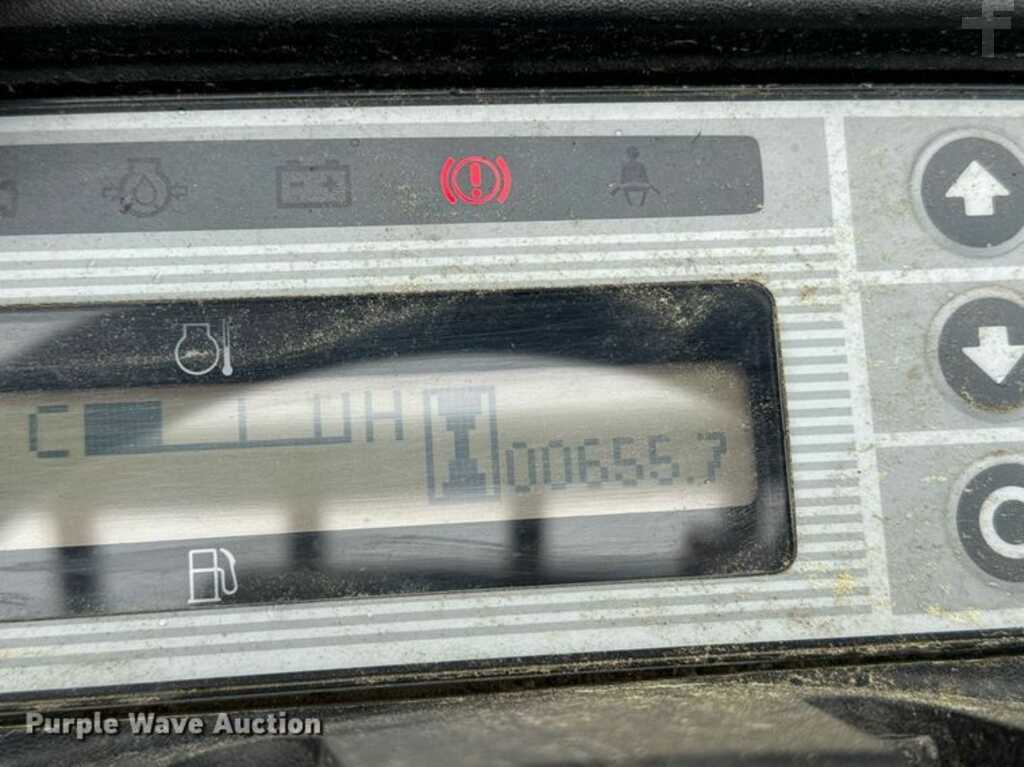 C H
00655.7
Purple Wave Auction